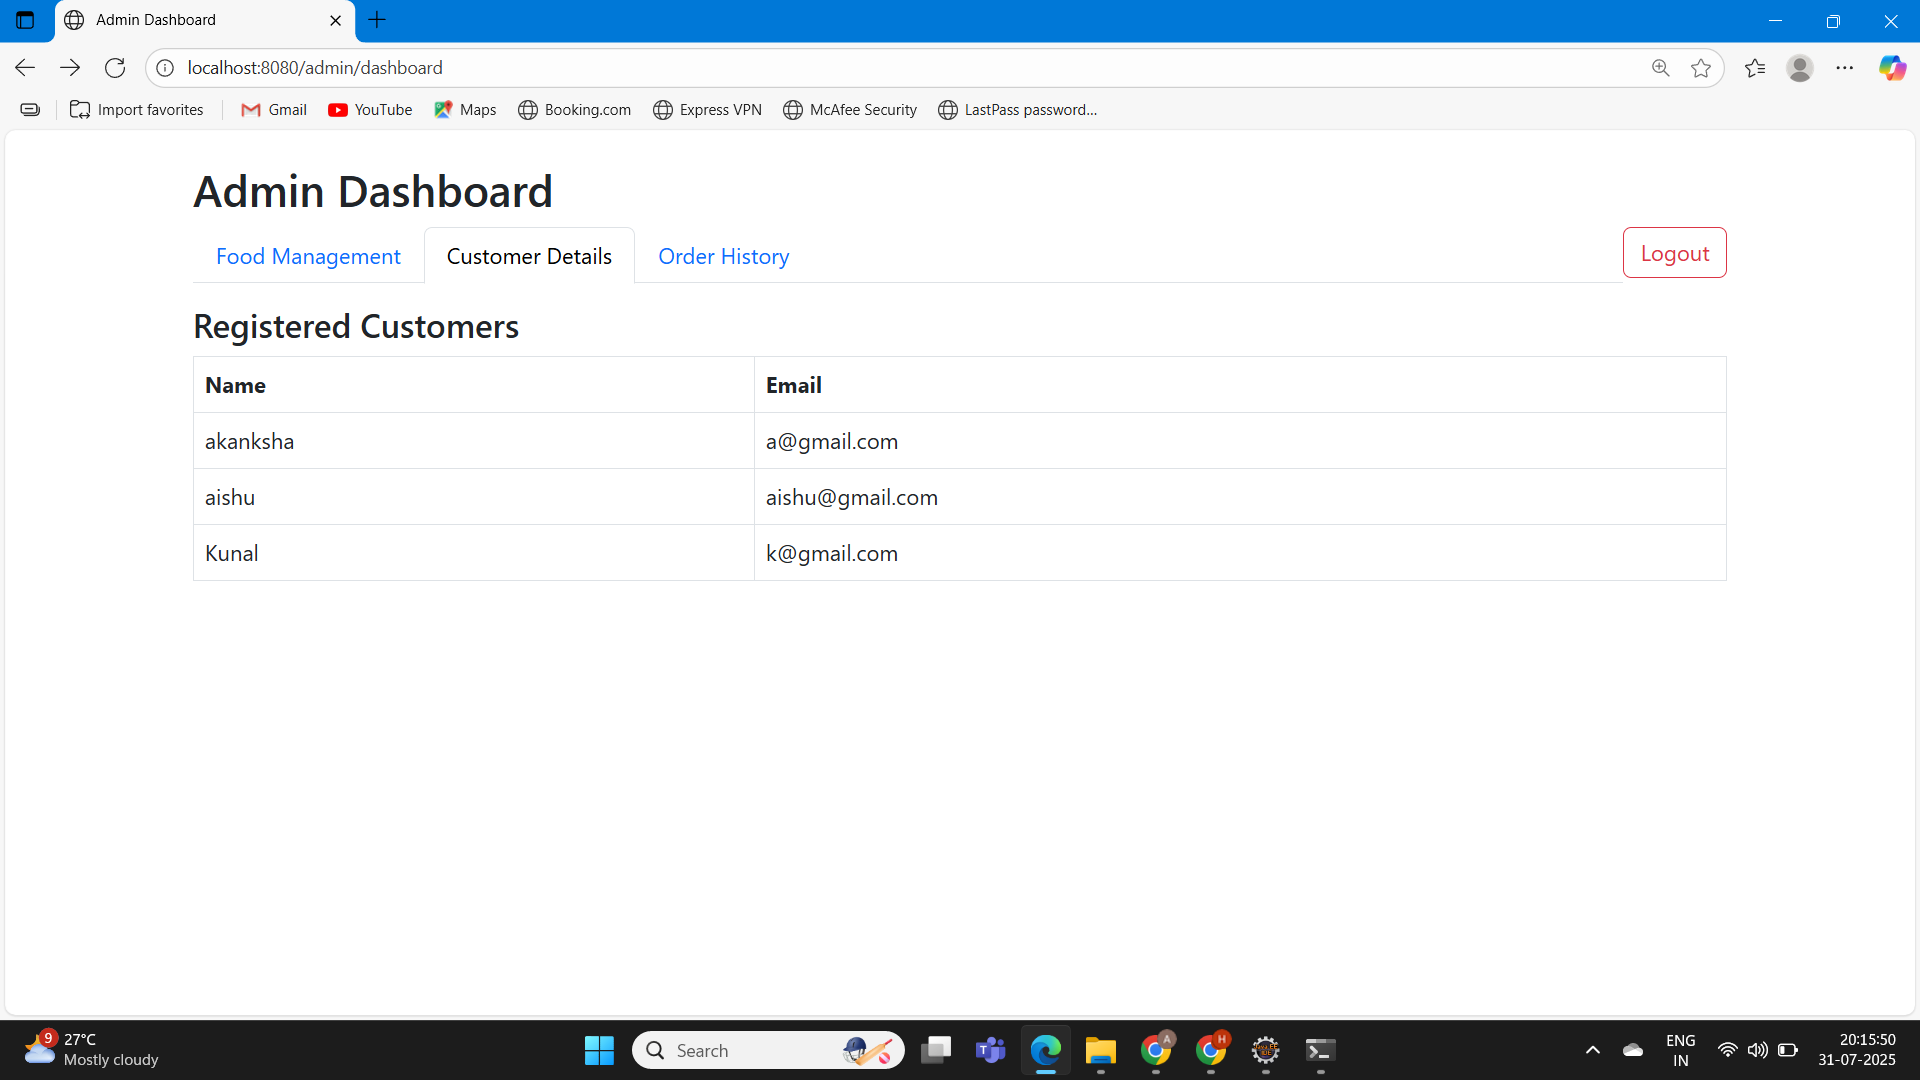 Admin Dashboard
localhost:8080/admin/dashboard
Import favorites Gmail YouTube Maps Booking.com Express VPN McAfee Security LastPass password...
Admin Dashboard
Food Management Customer Details Order History Logout
Registered Customers
Name Email
akanksha a@gmail.com
aishu aishu@gmail.com
Kunal k@gmail.com
9 27°C
Mostly cloudy
Search
A
H
ENG
IN
20:15:50
31-07-2025